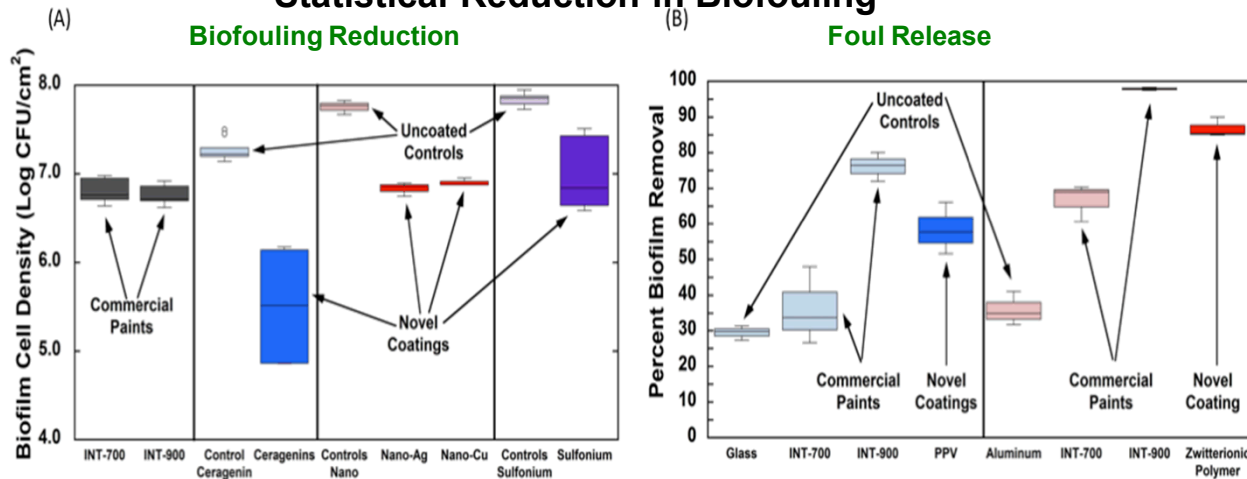 Statistical Reduction in Biofouling
(A)
Biofouling Reduction
Biofilm Cell Density (Log CFU/cm²)
8.0
7.0
6.0
5.0
4.0
Uncoated
Controls
Commercial
Paints
Novel
Coatings
INT-700
INT-900
Control
Ceragenin
Ceragenins
Controls
Nano
Nano-Ag
Nano-Cu
Controls
Sulfonium
Sulfonium
(B)
Foul Release
Percent Biofilm Removal
100
90
80
70
60
50
40
30
20
10
0
Uncoated
Controls
Commercial
Paints
Novel
Coatings
Commercial
Paints
Novel
Coating
Glass
INT-700
INT-900
PPV
Aluminum
INT-700
INT-900
Zwitterionic
Polymer